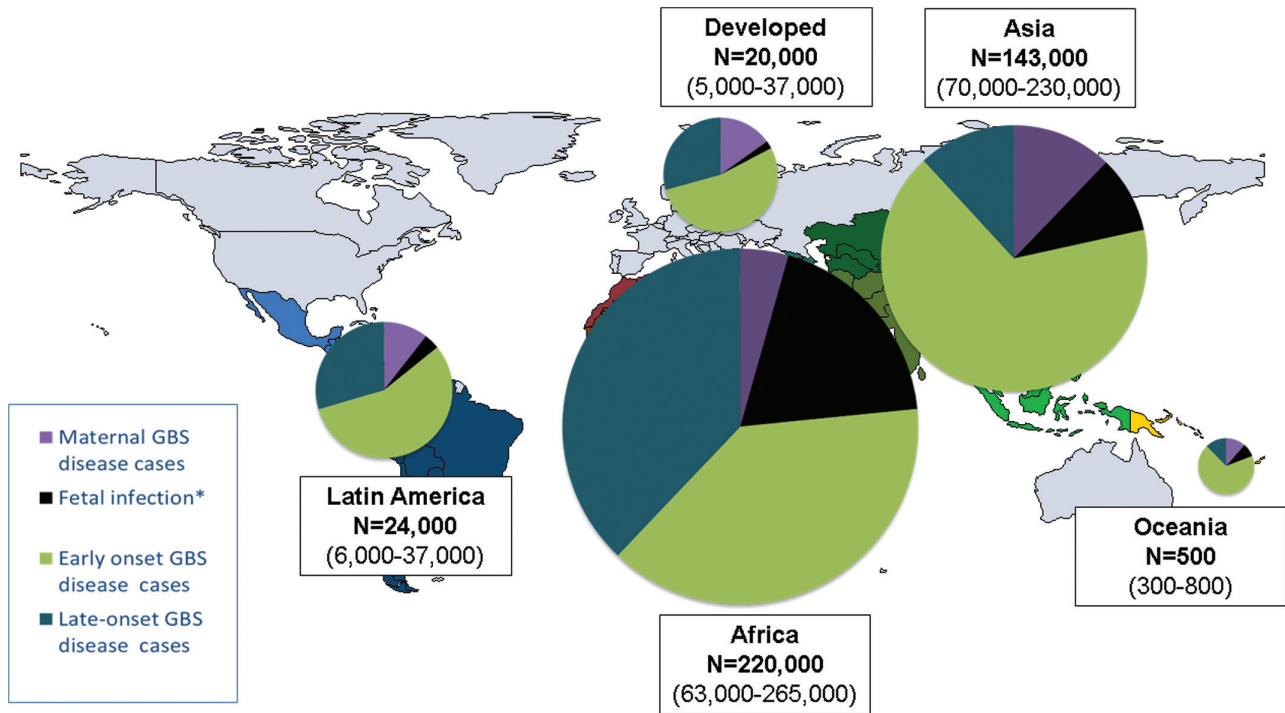 Developed
N=20,000
(5,000-37,000)
Asia
N=143,000
(70,000-230,000)
Maternal GBS
disease cases
Fetal infection*
Early onset GBS
disease cases
Late-onset GBS
disease cases
Latin America
N=24,000
(6,000-37,000)
Africa
N=220,000
(63,000-265,000)
Oceania
N=500
(300-800)